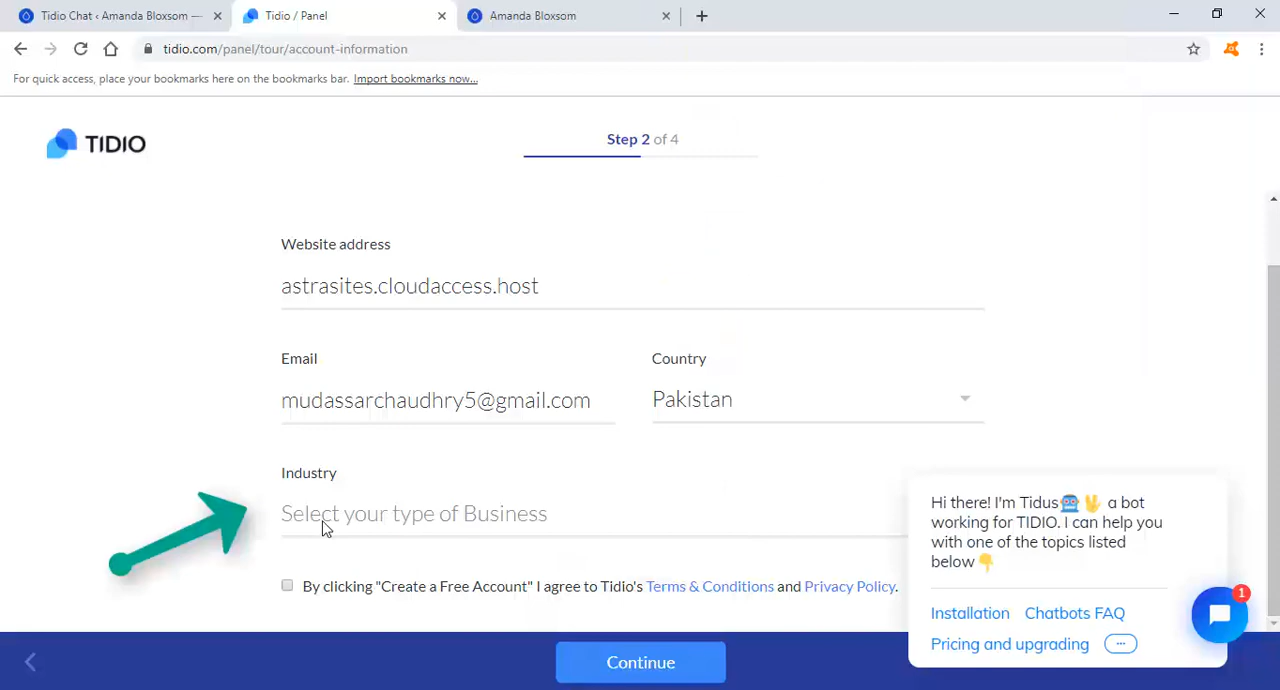 Tidio Chat ‹ Amanda Bloxsom —
Tidio / Panel
Amanda Bloxsom
tidio.com/panel/tour/account-information
For quick access, place your bookmarks here on the bookmarks bar. Import bookmarks now...
TIDIO
Step 2 of 4
Website address
astrasites.cloudaccess.host
Email
Country
mudassarchaudhry5@gmail.com
Pakistan
Industry
Select your type of Business
By clicking "Create a Free Account" I agree to Tidio's Terms & Conditions and Privacy Policy.
Hi there! I'm Tidus🤖 🖖 a bot
working for TIDIO. I can help you
with one of the topics listed
below👇
Installation Chatbots FAQ
Pricing and upgrading ...
1
Continue